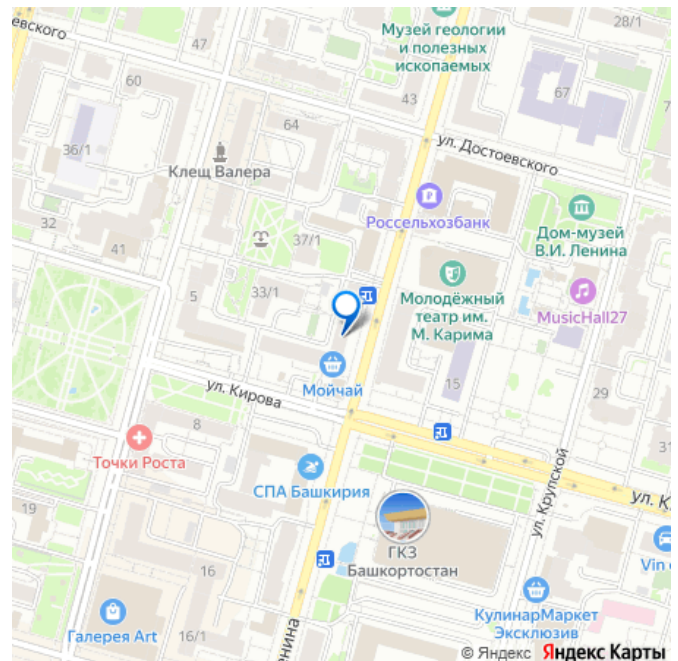 Музей геологии
и полезных
ископаемых
28/1
евского
47
60
43
67
64
ул. Достоевского
36/1
Клещ Валера
Россельхозбанк
32
41
37/1
Дом-музей
В.И. Ленина
5
33/1
Молодёжный
театр им.
М. Карима
MusicHall27
Мойчай
15
29
ул. Кирова
8
Точки Роста
31
СПА Башкирия
ул. Крупской
ул. К
19
ГКЗ
Башкортостан
Vin
16
КулинарМаркет
Эксклюзив
Галерея Art
16/1
енина
© Яндекс Яндекс Карты